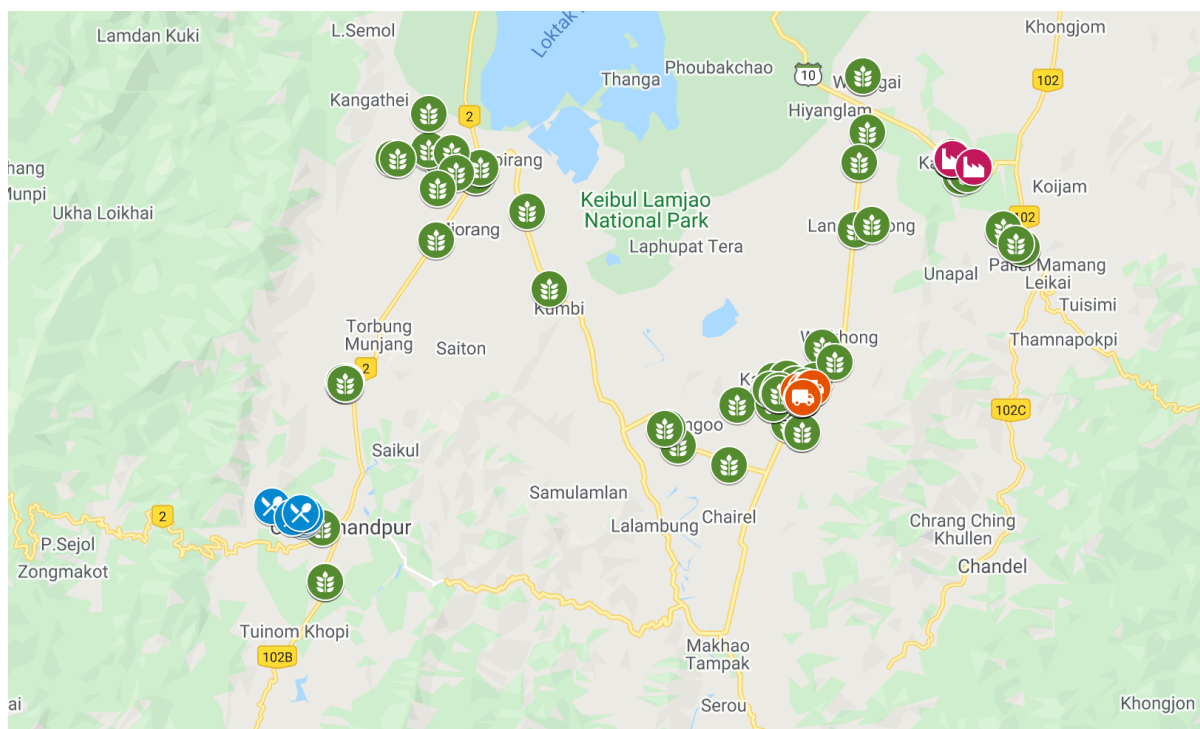 Lamdan Kuki
L.Semol
Loktak
Khongjom
Phoubakchao
Thanga
10
102
Kangathei
Hiyanglam
2
Koijam
Munpi
Ukha Loikhai
Keibul Lamjao
National Park
Laphupat Tera
102
Unapal
Mamang
Leikai
Tuisimi
Kumbi
Torbung
Munjang
Saiton
Thamnapokpi
2
102C
Saikul
Samulamlan
2
Lalambung
Chairel
P.Sejol
Zongmakot
Chrang Ching
Khullen
Chandel
Tuinom Khopi
102B
Makhao
Tampak
Serou
Khongjon